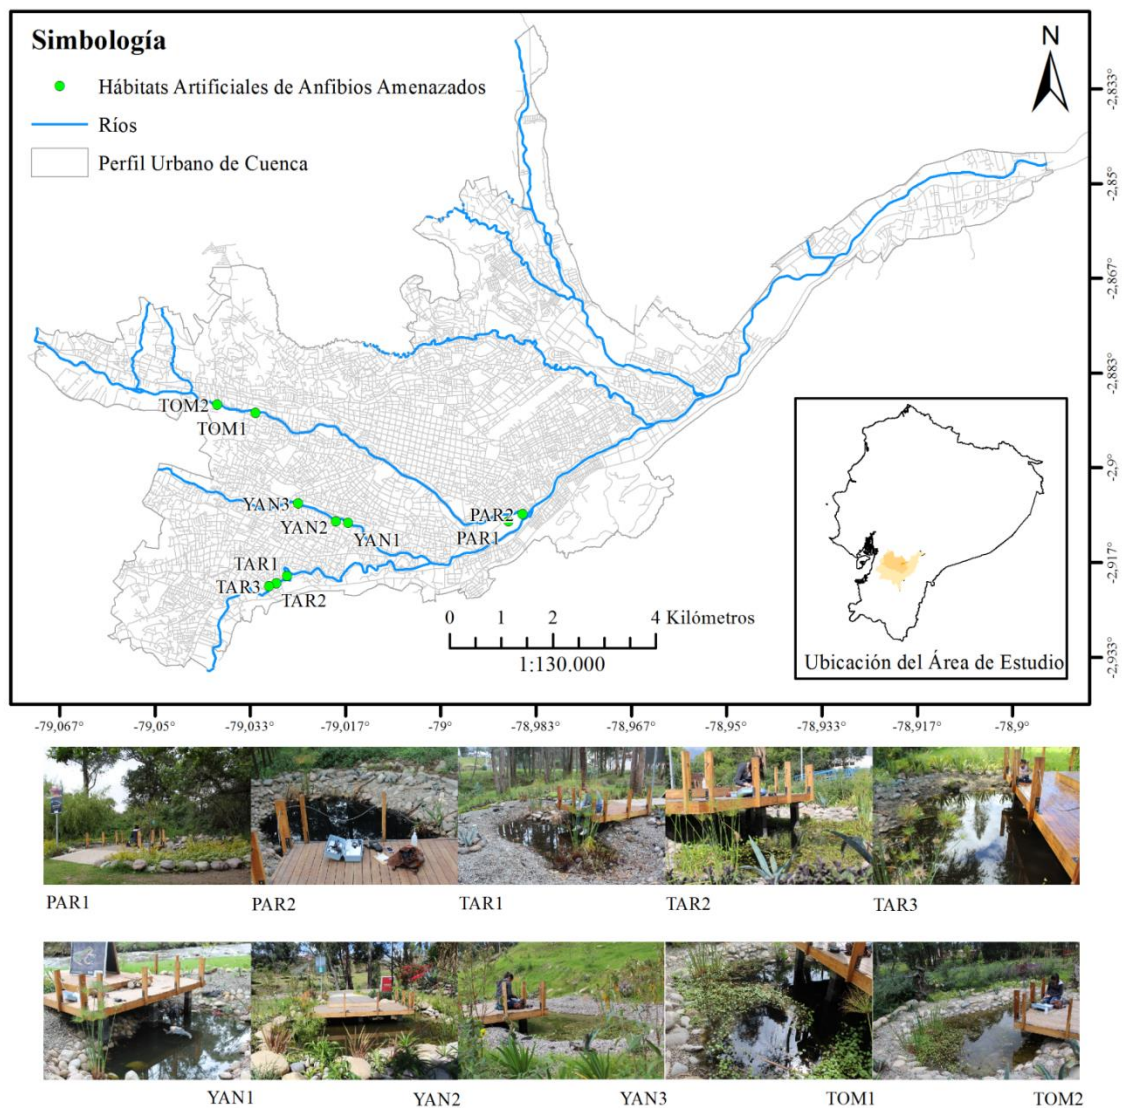 Simbología
Hábitats Artificiales de Anfibios Amenazados
Ríos
Perfil Urbano de Cuenca
N
-2,833°
-2,85°
-2,867°
-2,883°
-2,9°
-2,917°
-2,933°
TOM2
TOM1
YAN3
YAN2
YAN1
PAR2
PAR1
TAR1
TAR3
TAR2
0 1 2 4 Kilómetros
1:130.000
Ubicación del Área de Estudio
-79,067° -79,05° -79,033° -79,017° -79° -78,983° -78,967° -78,95° -78,933° -78,917° -78,9°
PAR1 PAR2 TAR1 TAR2 TAR3
YAN1 YAN2 YAN3 TOM1 TOM2